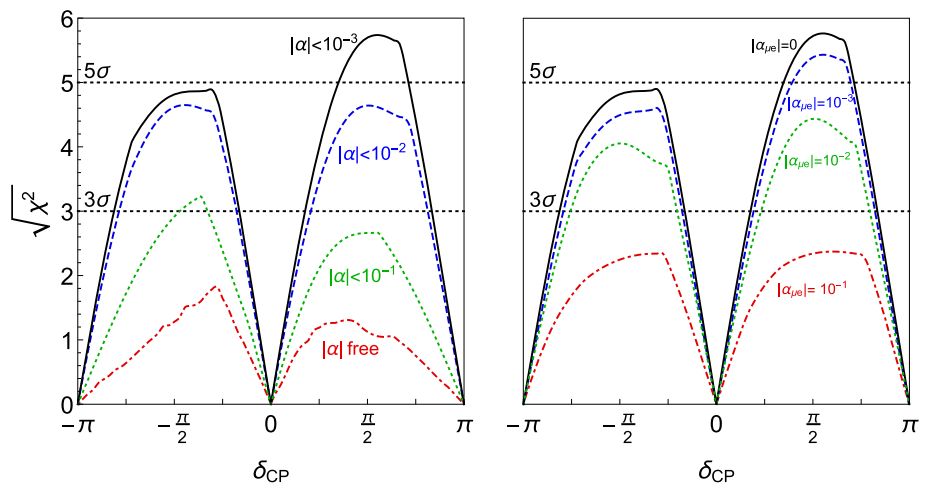 √χ²
6
5
4
3
2
1
0
5σ
3σ
|α|<10⁻³
|α|<10⁻²
|α|<10⁻¹
|α| free
−π
−π/2
0
π/2
π
δCP
5σ
3σ
|αμe|=0
|αμe|=10⁻³
|αμe|=10⁻²
|αμe|= 10⁻¹
−π
−π/2
0
π/2
π
δCP